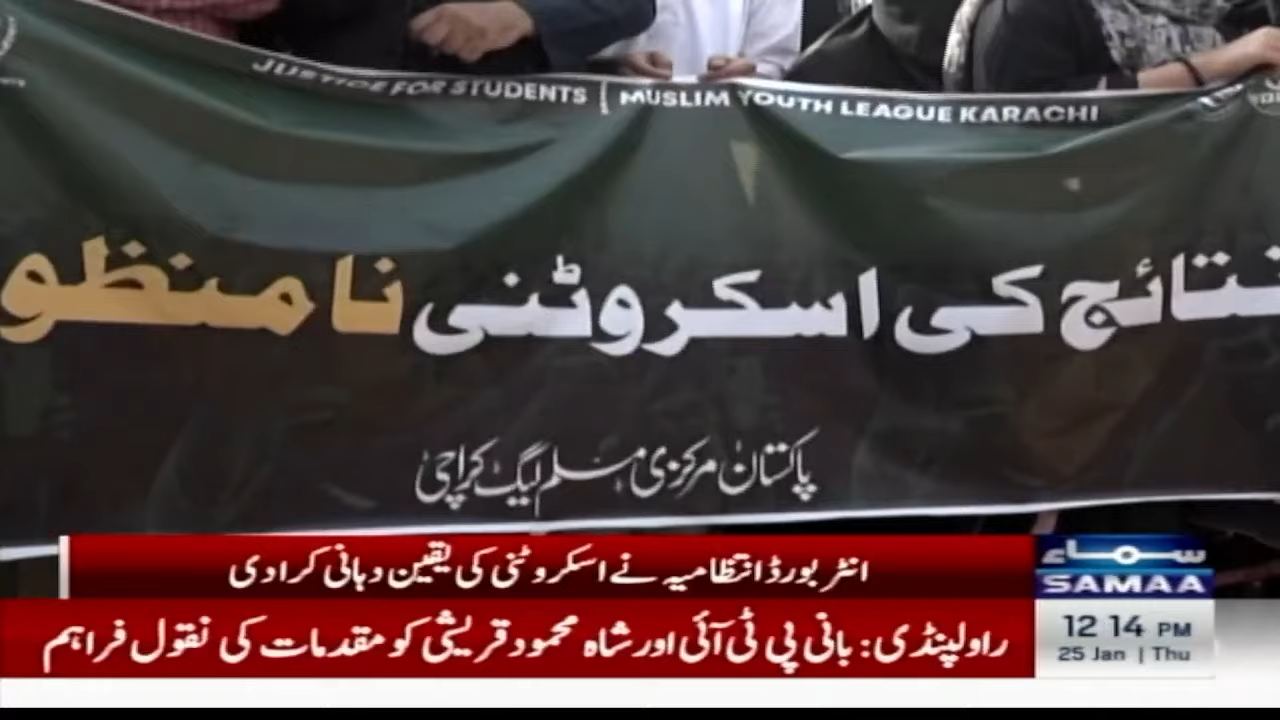 JUSTICE FOR STUDENTS | MUSLIM YOUTH LEAGUE KARACHI
نتائج کی اسکروٹنی نامنظو
پاکستان مرکزی مسلم لیگ کراچی
انٹر بورڈ انتظامیہ نے اسکروٹنی کی یقین دہانی کرا دی
سماء
SAMAA
راولپنڈی: بانی پی ٹی آئی اور شاہ محمود قریشی کو مقدمات کی نقول فراہم
12 14 PM
25 Jan | Thu